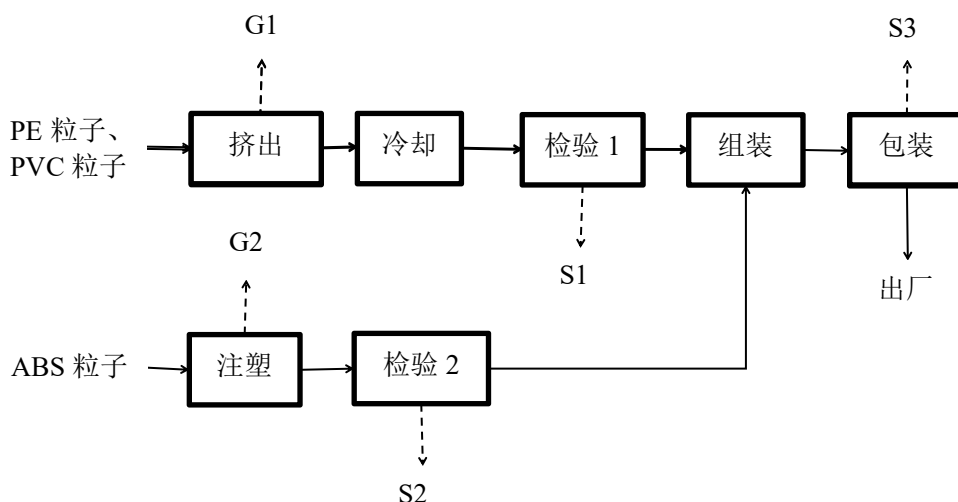 G1
S3
PE 粒子、
PVC 粒子
挤出
冷却
检验 1
组装
包装
G2
S1
出厂
ABS 粒子
注塑
检验 2
S2